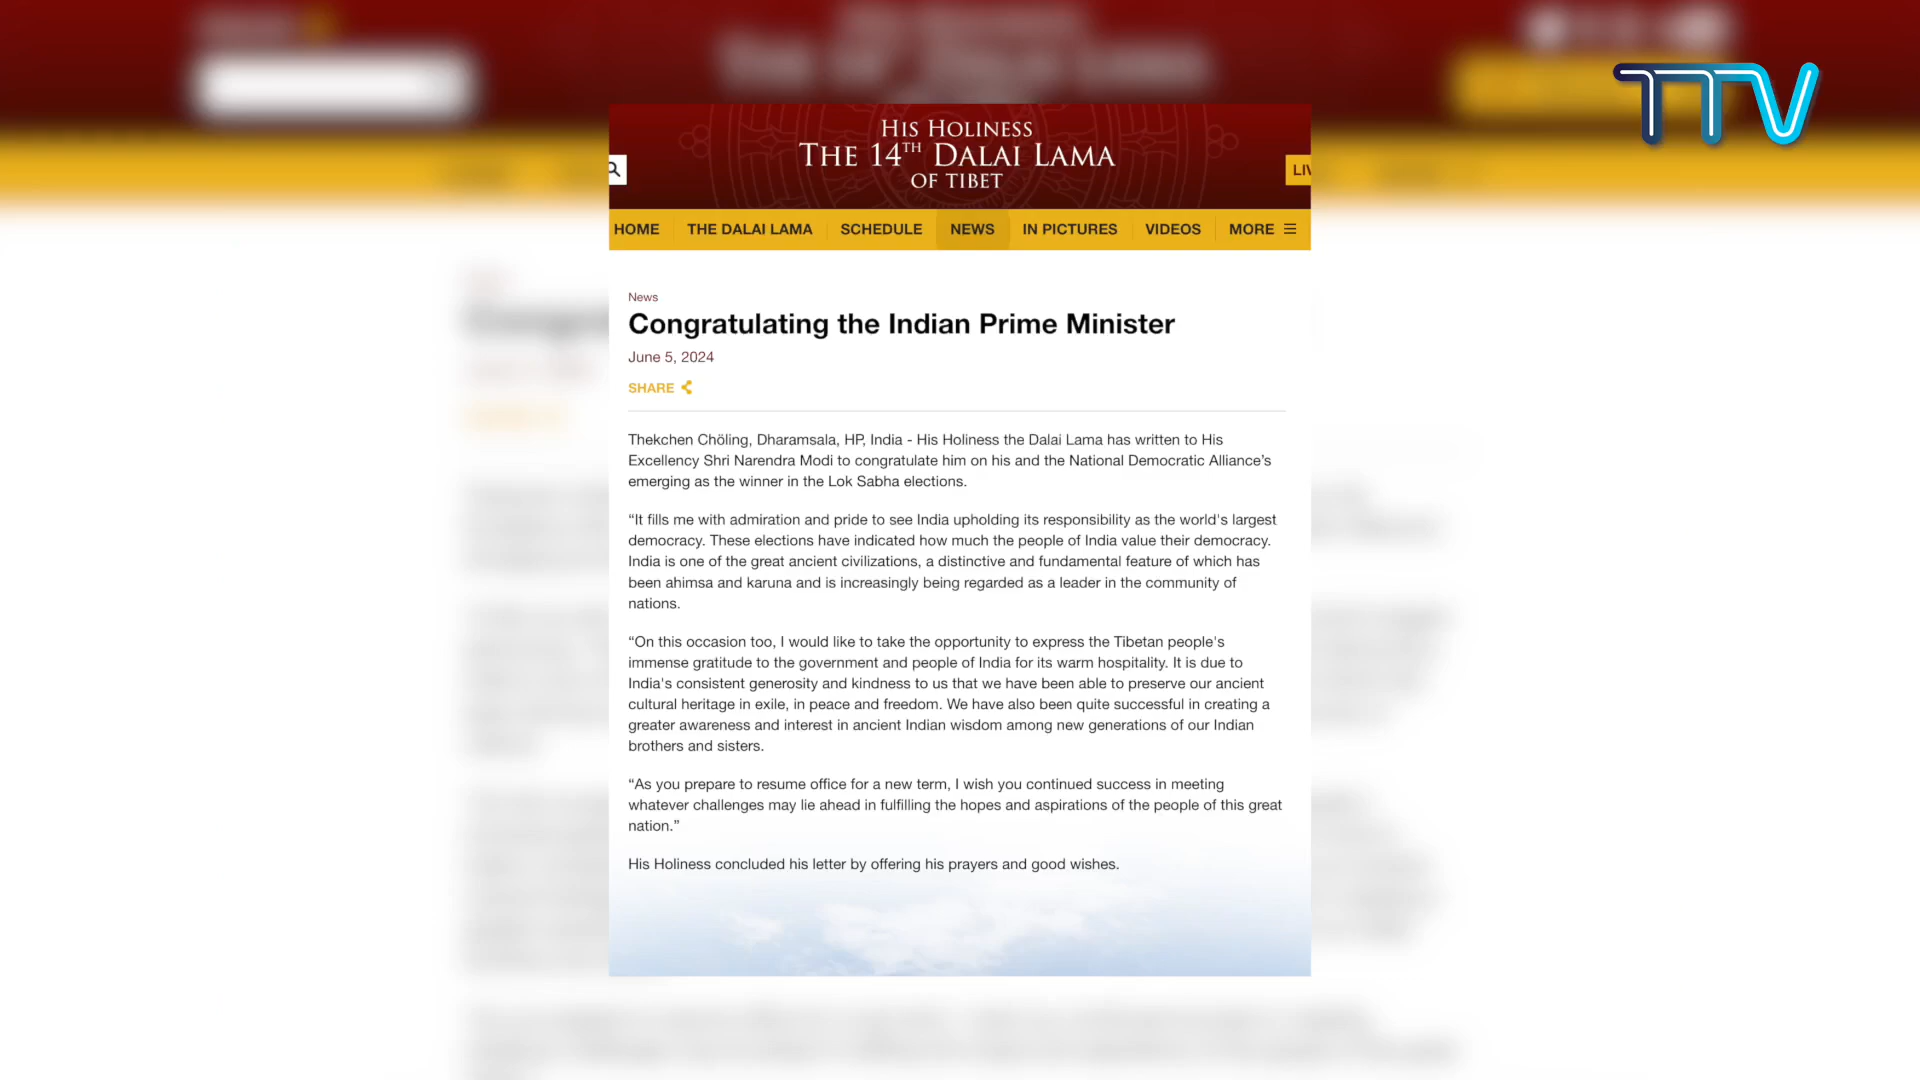 TTV
HIS HOLINESS
THE 14TH DALAI LAMA
OF TIBET
HOME THE DALAI LAMA SCHEDULE NEWS IN PICTURES VIDEOS MORE
News
Congratulating the Indian Prime Minister
June 5, 2024
SHARE
Thekchen Chöling, Dharamsala, HP, India - His Holiness the Dalai Lama has written to His
Excellency Shri Narendra Modi to congratulate him on his and the National Democratic Alliance’s
emerging as the winner in the Lok Sabha elections.
“It fills me with admiration and pride to see India upholding its responsibility as the world's largest
democracy. These elections have indicated how much the people of India value their democracy.
India is one of the great ancient civilizations, a distinctive and fundamental feature of which has
been ahimsa and karuna and is increasingly being regarded as a leader in the community of
nations.
“On this occasion too, I would like to take the opportunity to express the Tibetan people's
immense gratitude to the government and people of India for its warm hospitality. It is due to
India's consistent generosity and kindness to us that we have been able to preserve our ancient
cultural heritage in exile, in peace and freedom. We have also been quite successful in creating a
greater awareness and interest in ancient Indian wisdom among new generations of our Indian
brothers and sisters.
“As you prepare to resume office for a new term, I wish you continued success in meeting
whatever challenges may lie ahead in fulfilling the hopes and aspirations of the people of this great
nation.”
His Holiness concluded his letter by offering his prayers and good wishes.